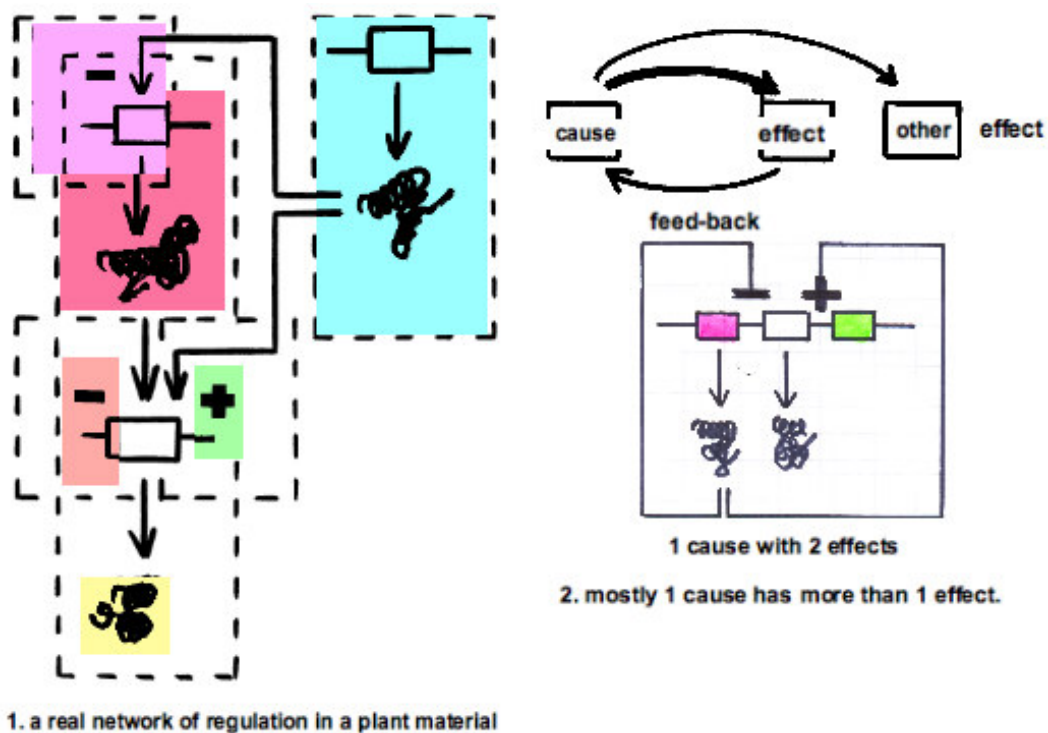 -
- +
1. a real network of regulation in a plant material
cause effect other effect
feed-back
+
1 cause with 2 effects
2. mostly 1 cause has more than 1 effect.